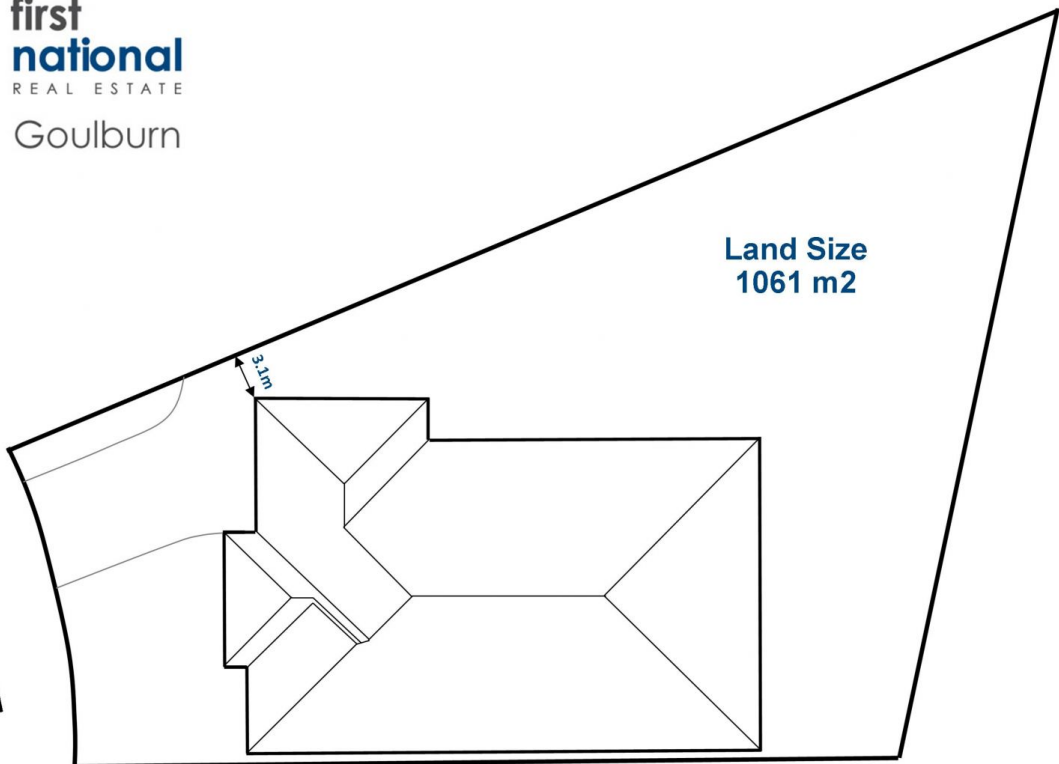 first
national
REAL ESTATE
Goulburn
Land Size
1061 m2
3.1m